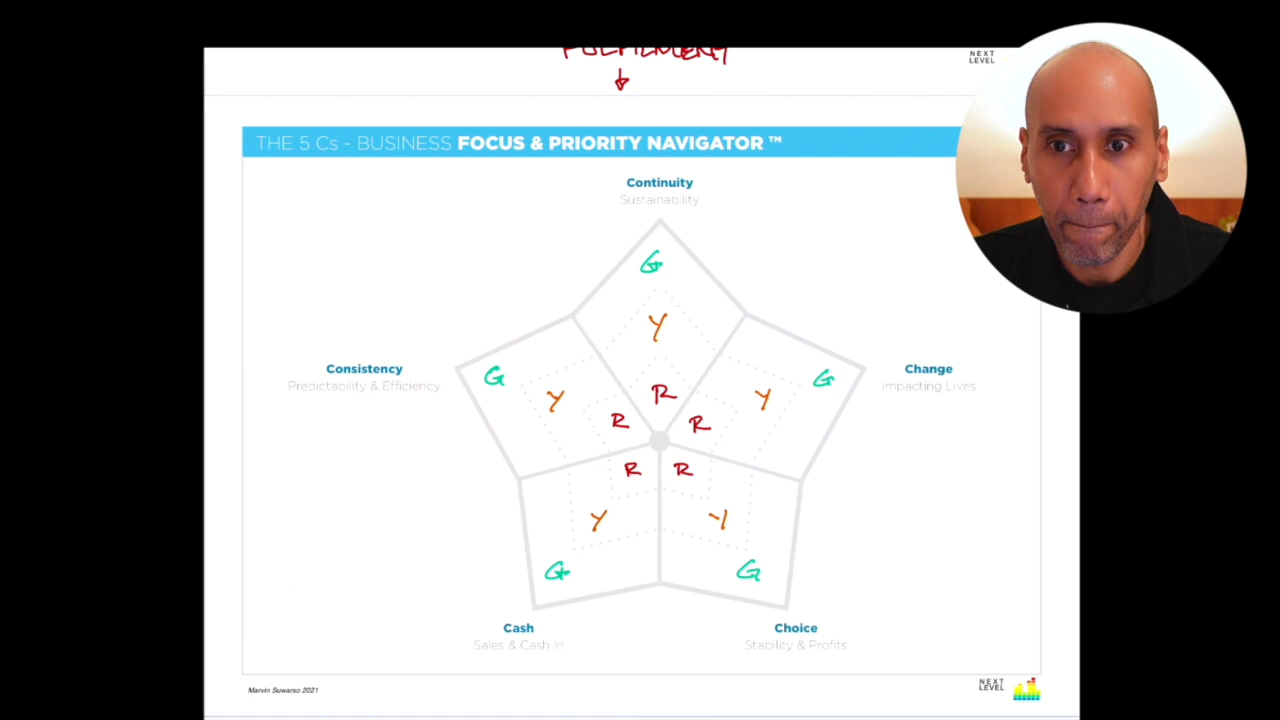 FULFILMENT
NEXT
LEVEL
THE 5 Cs - BUSINESS FOCUS & PRIORITY NAVIGATOR ™
Continuity
Sustainability
G
Y
R
Consistency
Predictability & Efficiency
G
Y
R
Change
Impacting Lives
R
Y
G
R
Y
G
R
Y
G
Cash
Sales & Cash In
Choice
Stability & Profits
Marvin Suwarso 2021
NEXT
LEVEL